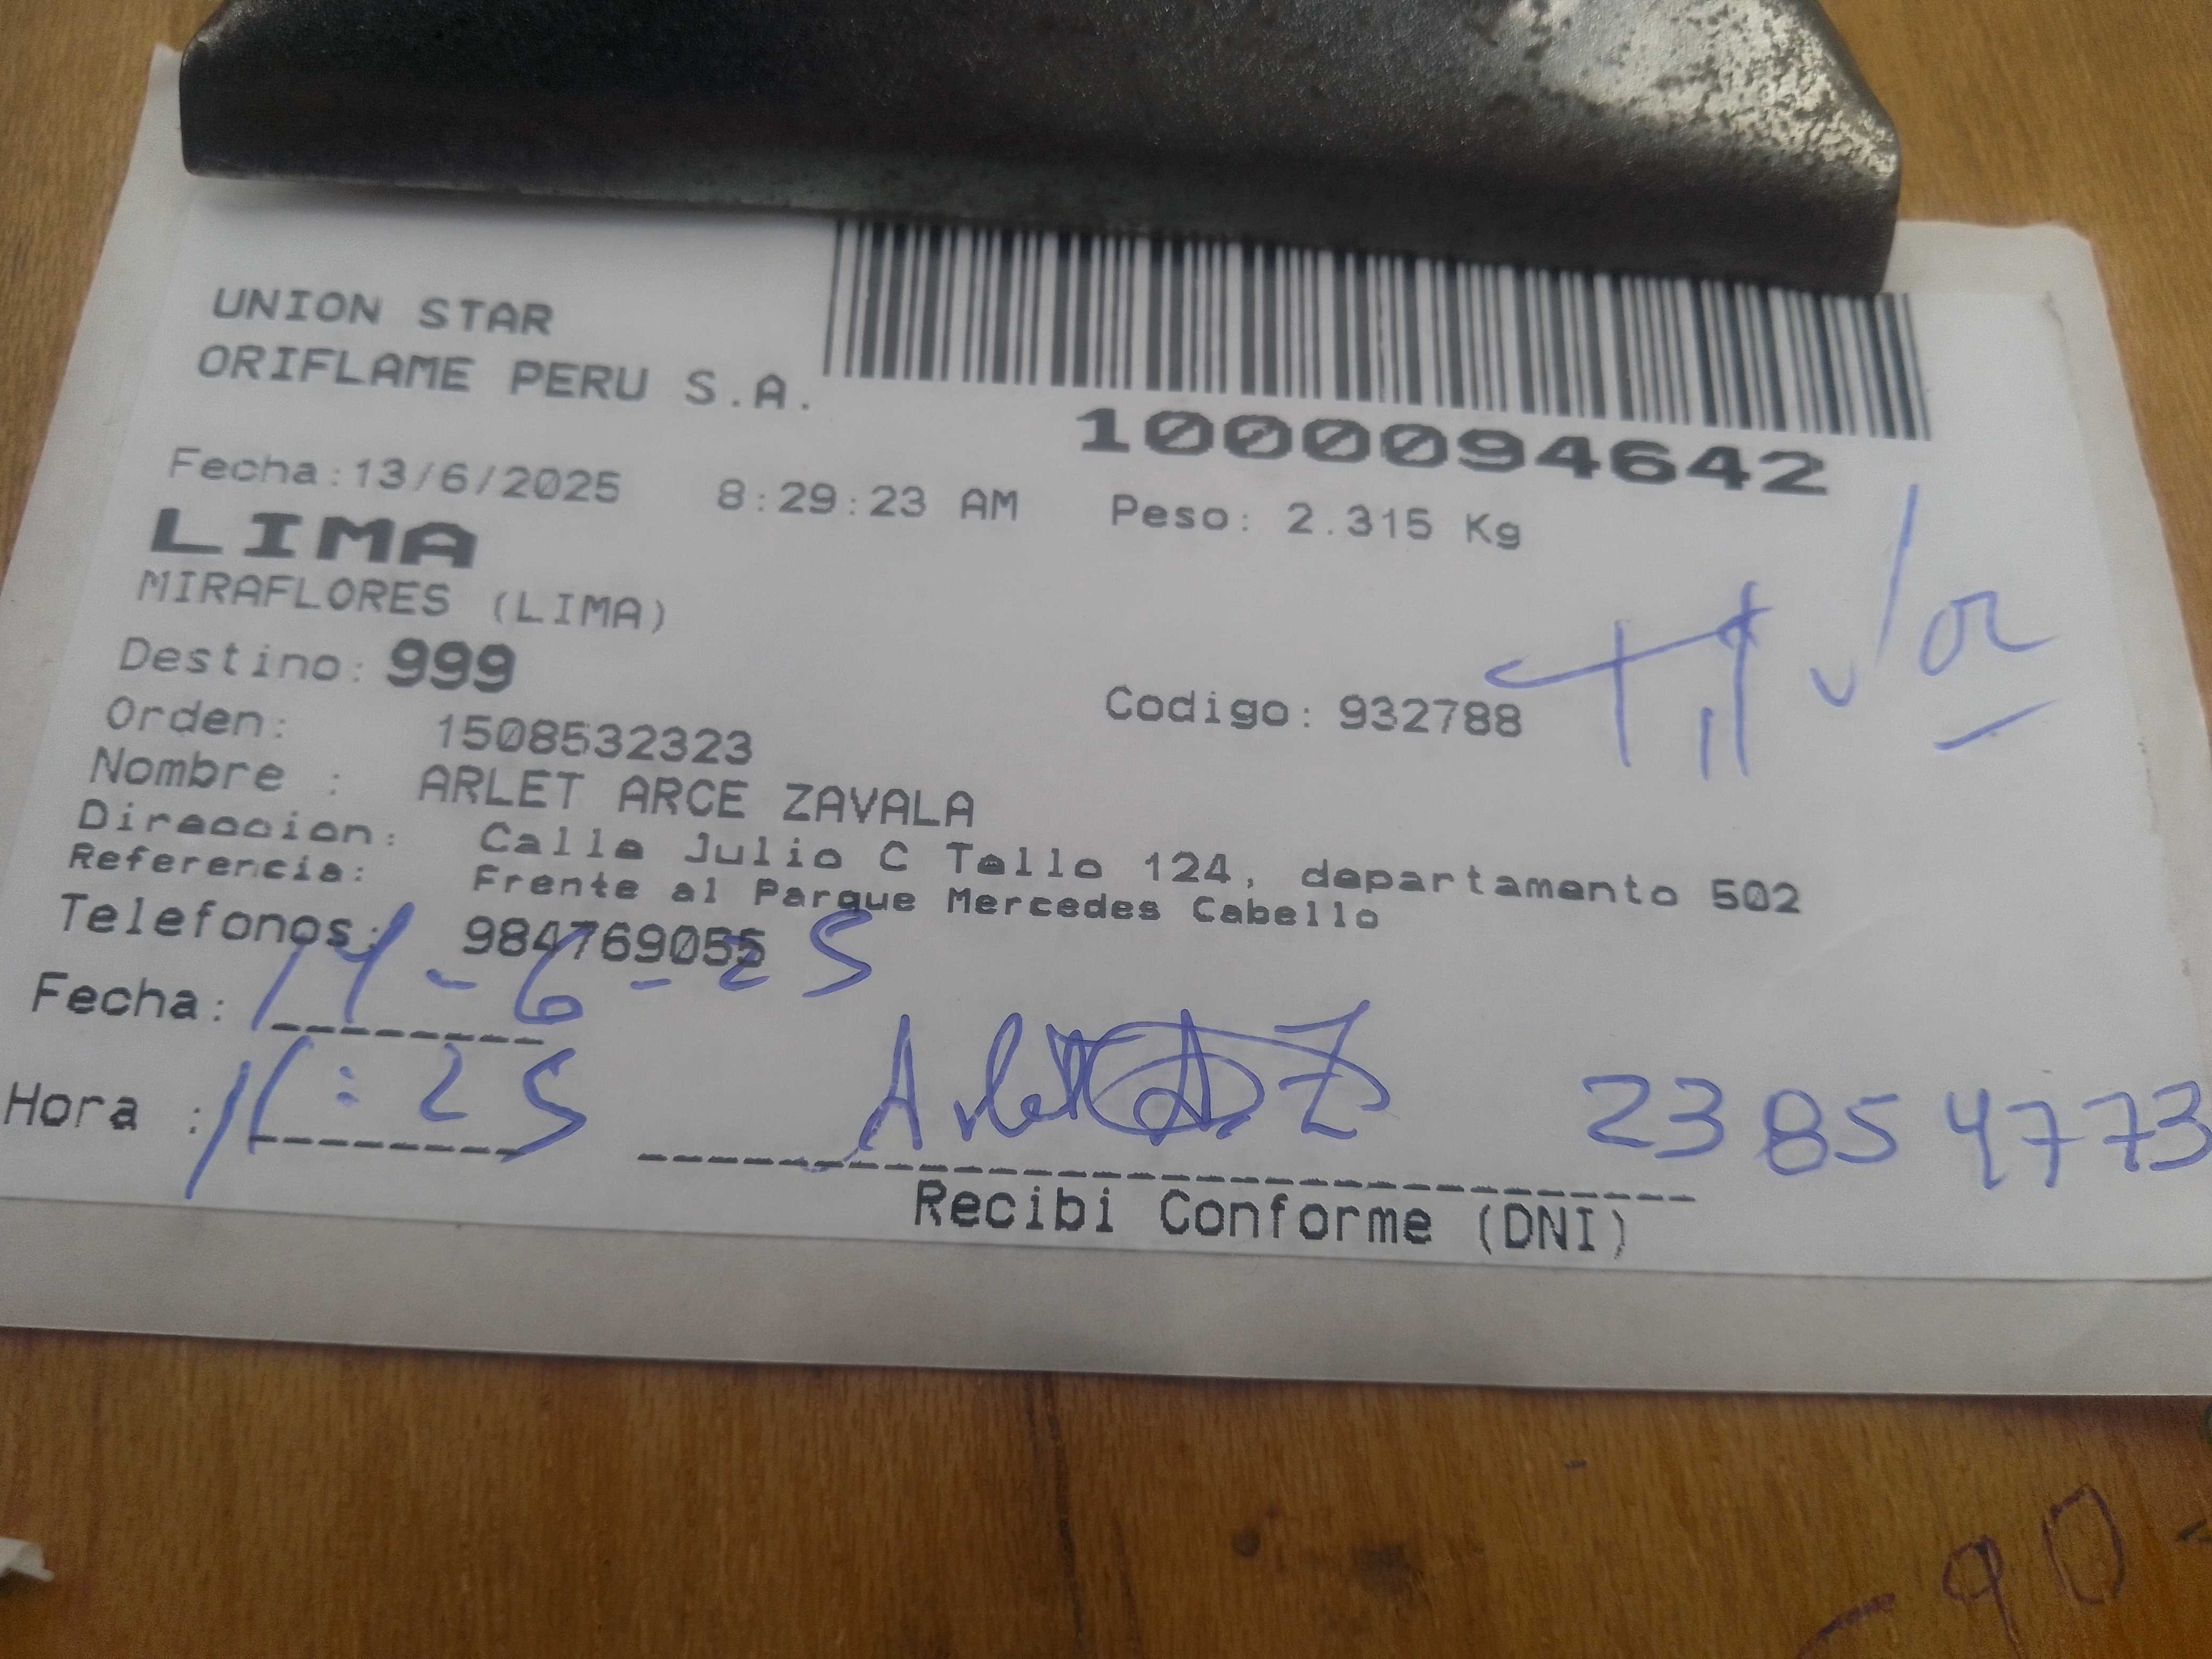 UNION STAR
ORIFLAME PERU S.A.
1000094642
Fecha:13/6/2025 8:29:23 AM Peso: 2.315 Kg
LIMA
MIRAFLORES (LIMA)
Destino: 999
Orden: 1508532323 Codigo: 932788
Nombre : ARLET ARCE ZAVALA
Direccion: Calle Julio C Tello 124, departamento 502
Referencia: Frente al Parque Mercedes Cabello
Telefonos: 984769055
Fecha: 14-6-25
Hora : 11:25 Arlet A Z 23854773
Recibi Conforme (DNI)
90